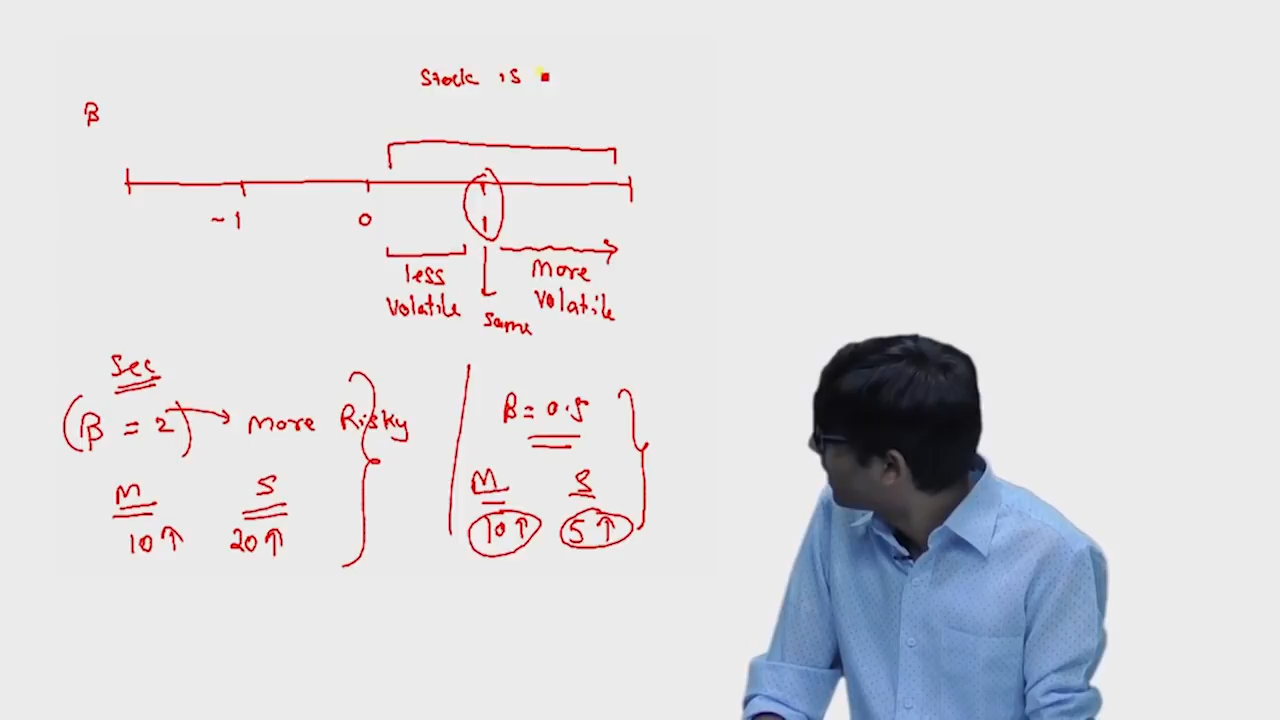 Stock is
β
-1 0 1
less volatile
Same
More volatile
Sec
(β = 2) → More Risky
M S
10↑ 20↑
β = 0.5
M S
10↑ 5↑